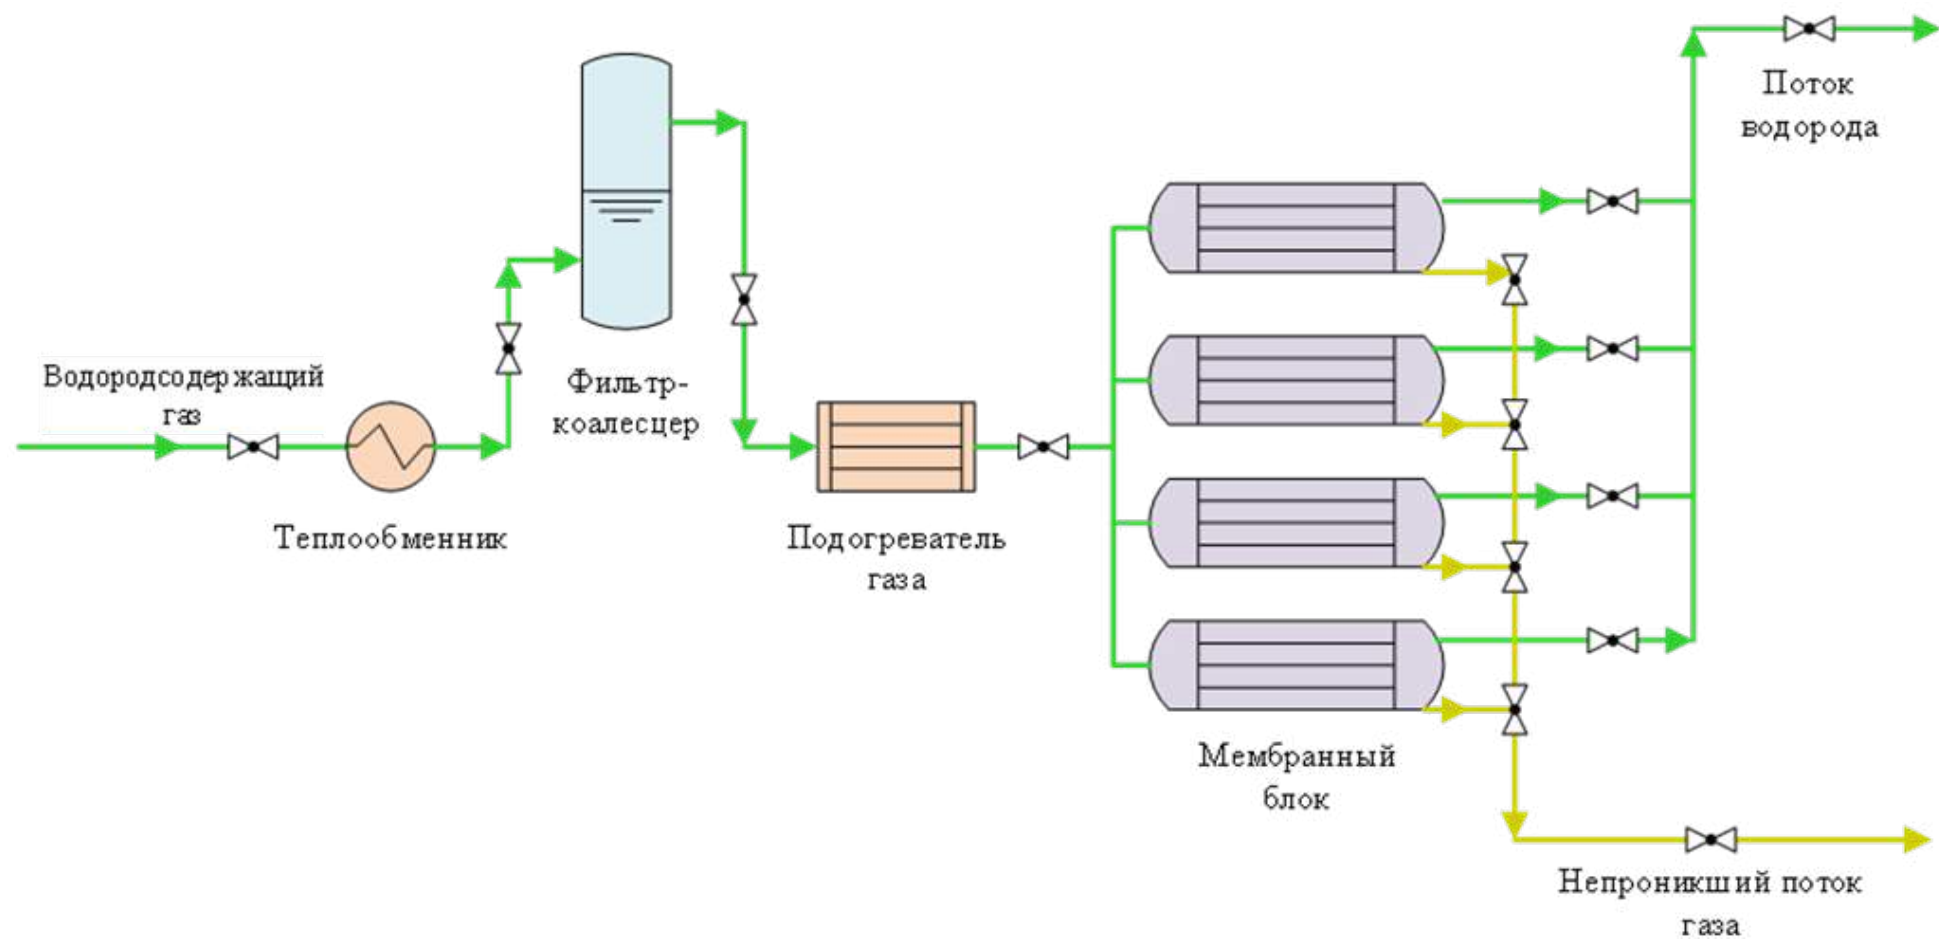 Поток
водорода
Водородсодержащий
газ
Фильтр-
коалесцер
Теплообменник
Подогреватель
газа
Мембранный
блок
Непроникший поток
газа